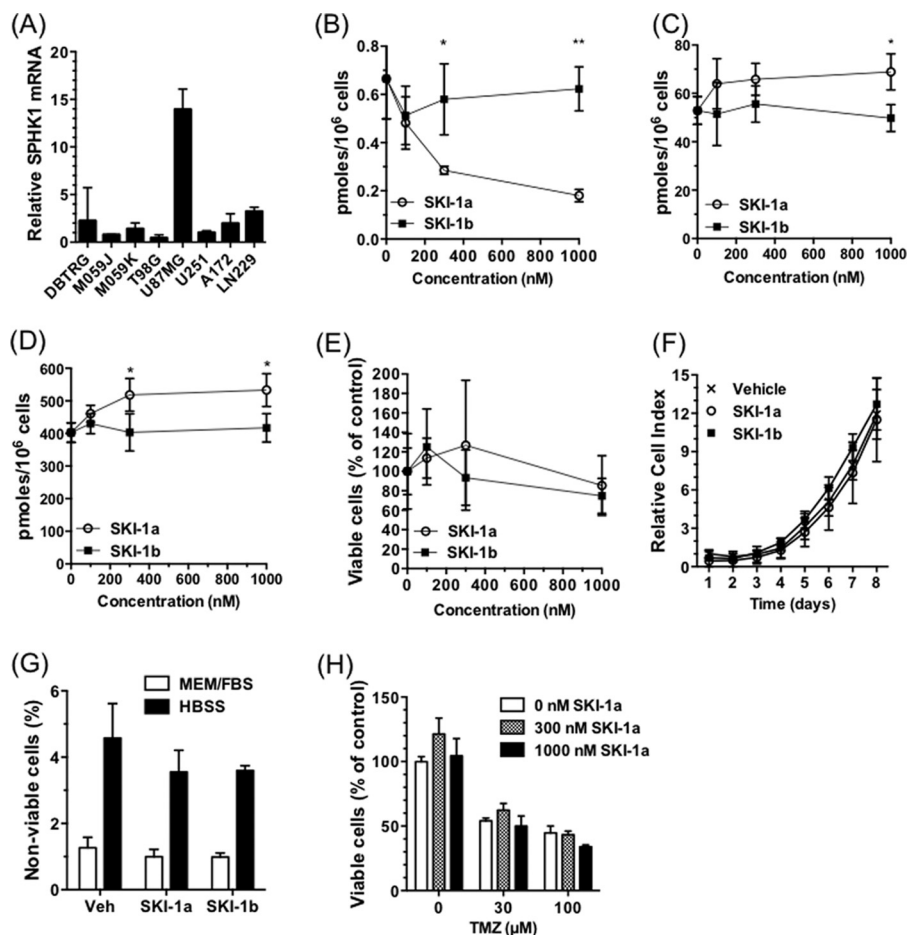 (A)
Relative SPHK1 mRNA
20
15
10
5
0
DBTRG
M059J
M059K
T98G
U87MG
U251
A172
LN229
(B)
pmoles/10⁶ cells
0.8
0.6
0.4
0.2
0.0
*
**
SKI-1a
SKI-1b
0 200 400 600 800 1000
Concentration (nM)
(C)
pmoles/10⁶ cells
80
60
40
20
0
*
SKI-1a
SKI-1b
0 200 400 600 800 1000
Concentration (nM)
(D)
pmoles/10⁶ cells
600
500
400
300
200
100
0
*
*
SKI-1a
SKI-1b
0 200 400 600 800 1000
Concentration (nM)
(E)
Viable cells (% of control)
200
180
160
140
120
100
80
60
40
20
0
SKI-1a
SKI-1b
0 200 400 600 800 1000
Concentration (nM)
(F)
Relative Cell Index
15
12
9
6
3
0
Vehicle
SKI-1a
SKI-1b
1 2 3 4 5 6 7 8
Time (days)
(G)
Non-viable cells (%)
6
4
2
0
MEM/FBS
HBSS
Veh SKI-1a SKI-1b
(H)
Viable cells (% of control)
150
100
50
0
0 nM SKI-1a
300 nM SKI-1a
1000 nM SKI-1a
0 30 100
TMZ (µM)